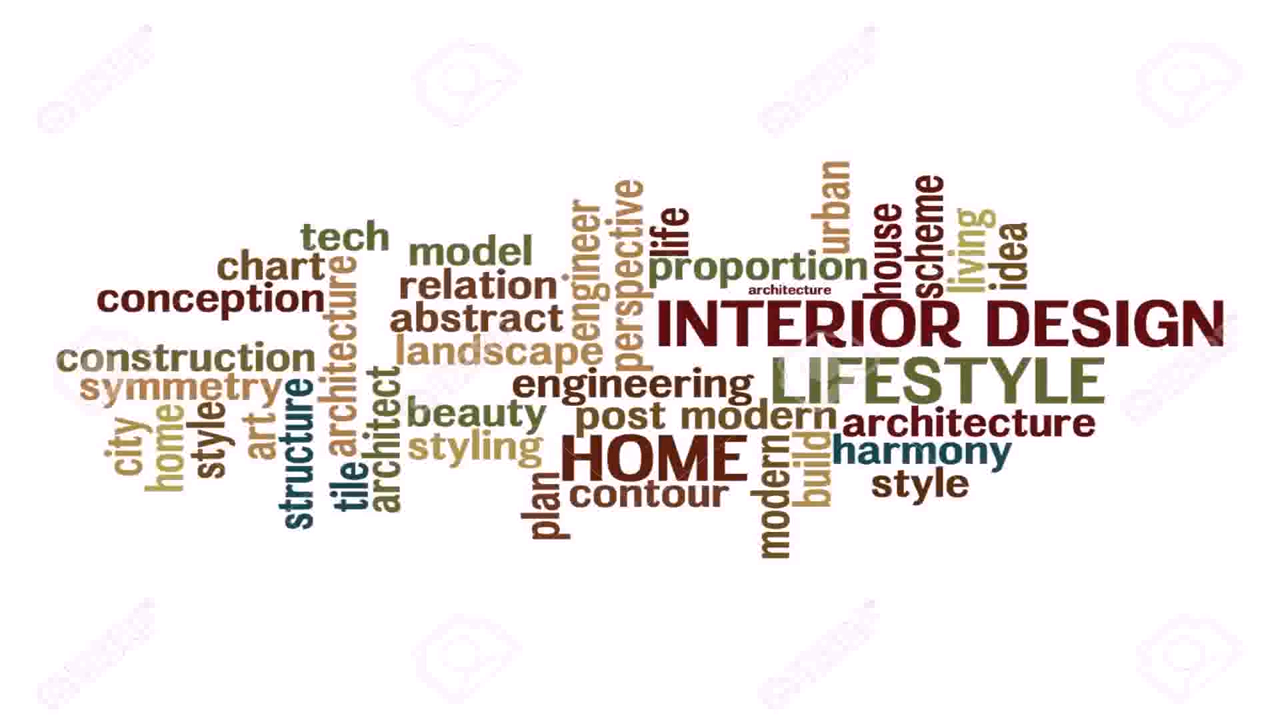 urban
scheme
perspective
engineer
life
house
living
idea
tech
model
chart
proportion
relation
architecture
conception
architecture
abstract
INTERIOR DESIGN
landscape
construction
LIFESTYLE
symmetry
engineering
structure
architect
beauty
post modern
architecture
city
home
style
art
styling
HOME
harmony
tile
modern
build
style
plan
contour